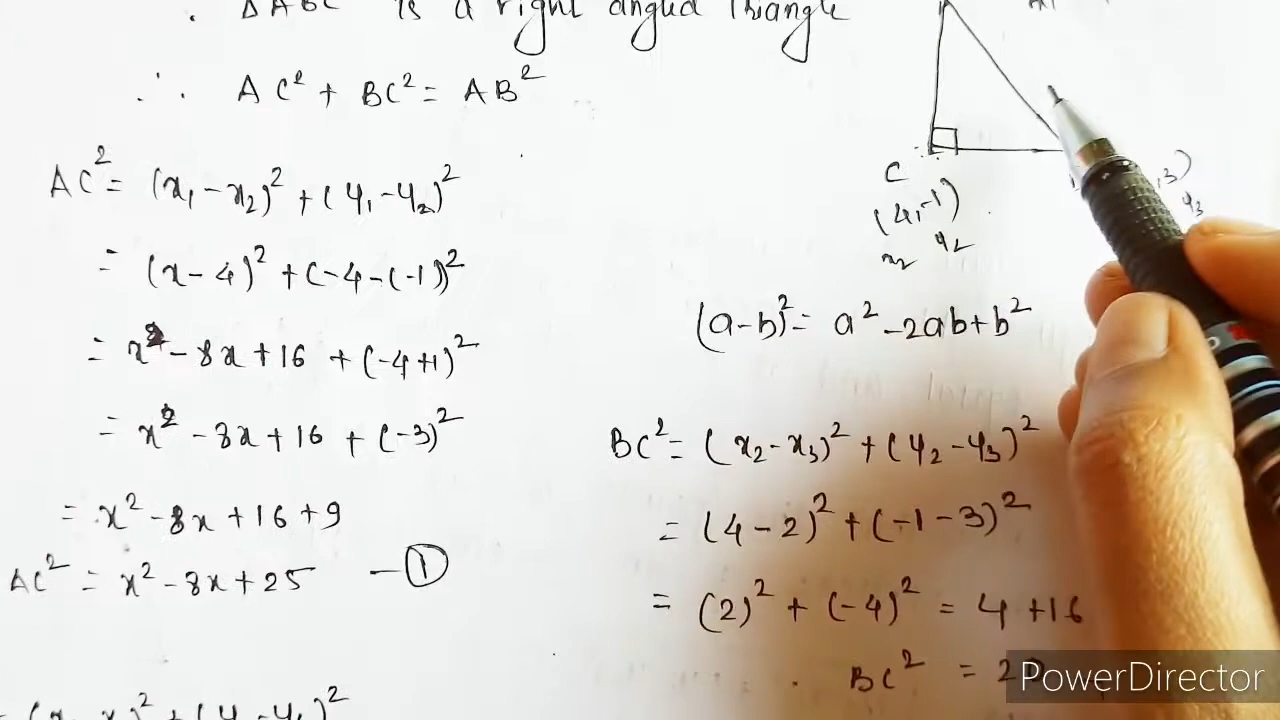 ∴ ΔABC is a right angled triangle
∴ AC² + BC² = AB²
AC² = (x₁ - x₂)² + (y₁ - y₂)²
= (x - 4)² + (-4 - (-1))²
= x² - 8x + 16 + (-4+1)²
= x² - 8x + 16 + (-3)²
= x² - 8x + 16 + 9
AC² = x² - 8x + 25 — ①
C
(4,-1)
x₂ y₂
,3)
y₃
(a-b)² = a² - 2ab + b²
BC² = (x₂ - x₃)² + (y₂ - y₃)²
= (4 - 2)² + (-1 - 3)²
= (2)² + (-4)² = 4 + 16
BC² = 20
PowerDirector